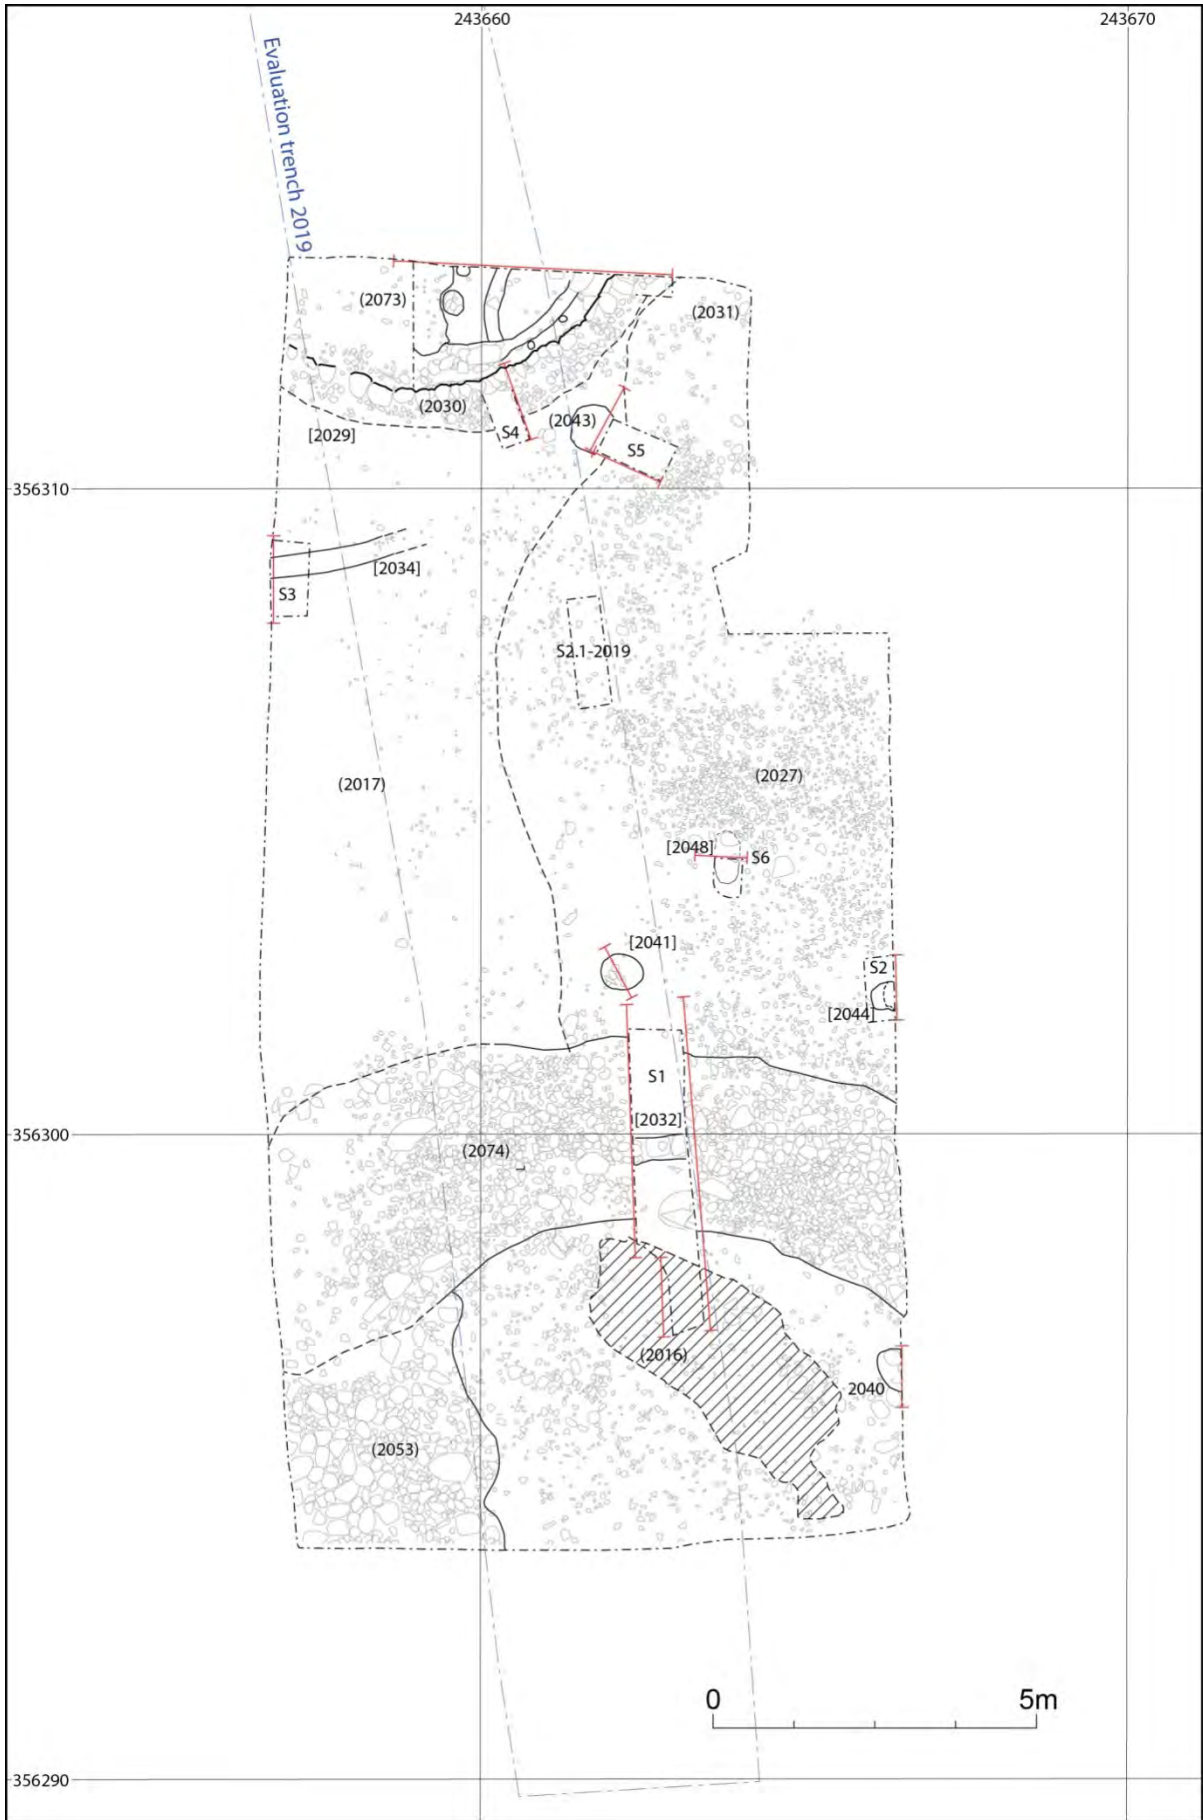 243660
243670
Evaluation trench 2019
(2073)
(2031)
(2030)
(2043)
[2029]
S4
S5
356310
[2034]
S3
S2.1-2019
(2017)
(2027)
[2048]
S6
[2041]
S2
[2044]
S1
[2032]
356300
(2074)
(2016)
2040
(2053)
0
5m
356290